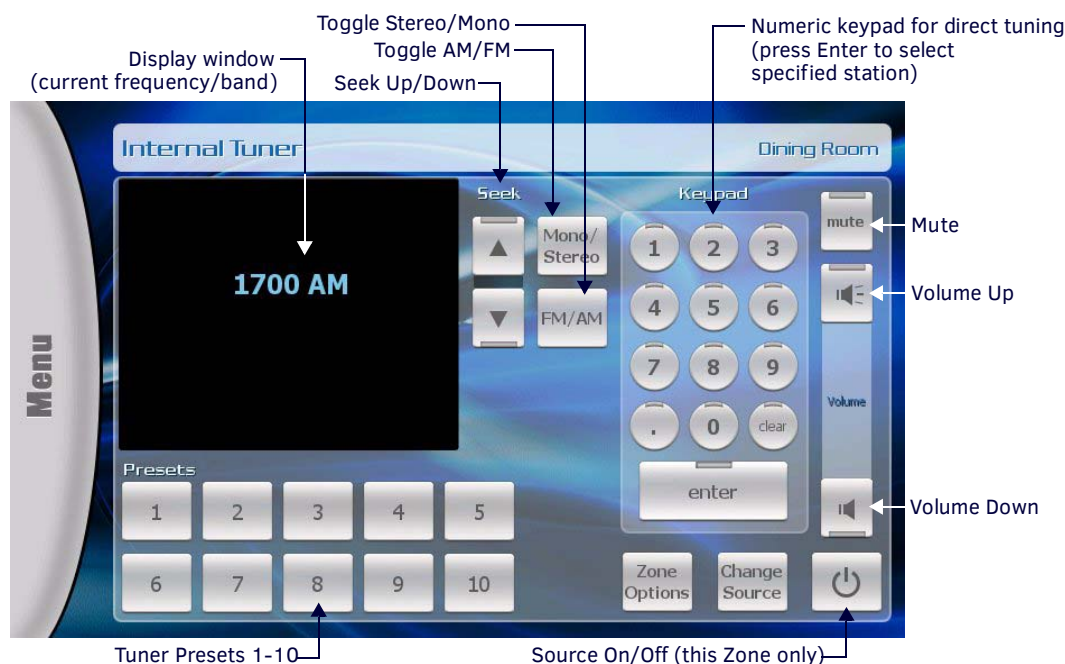 Toggle Stereo/Mono
Toggle AM/FM
Seek Up/Down
Display window
(current frequency/band)
Numeric keypad for direct tuning
(press Enter to select
specified station)
Internal Tuner
Dining Room
Menu
1700 AM
Seek
Mono/
Stereo
FM/AM
Keypad
1 2 3
4 5 6
7 8 9
. 0 clear
enter
mute
Volume
Mute
Volume Up
Volume Down
Presets
1 2 3 4 5
6 7 8 9 10
Zone
Options
Change
Source
Tuner Presets 1-10
Source On/Off (this Zone only)